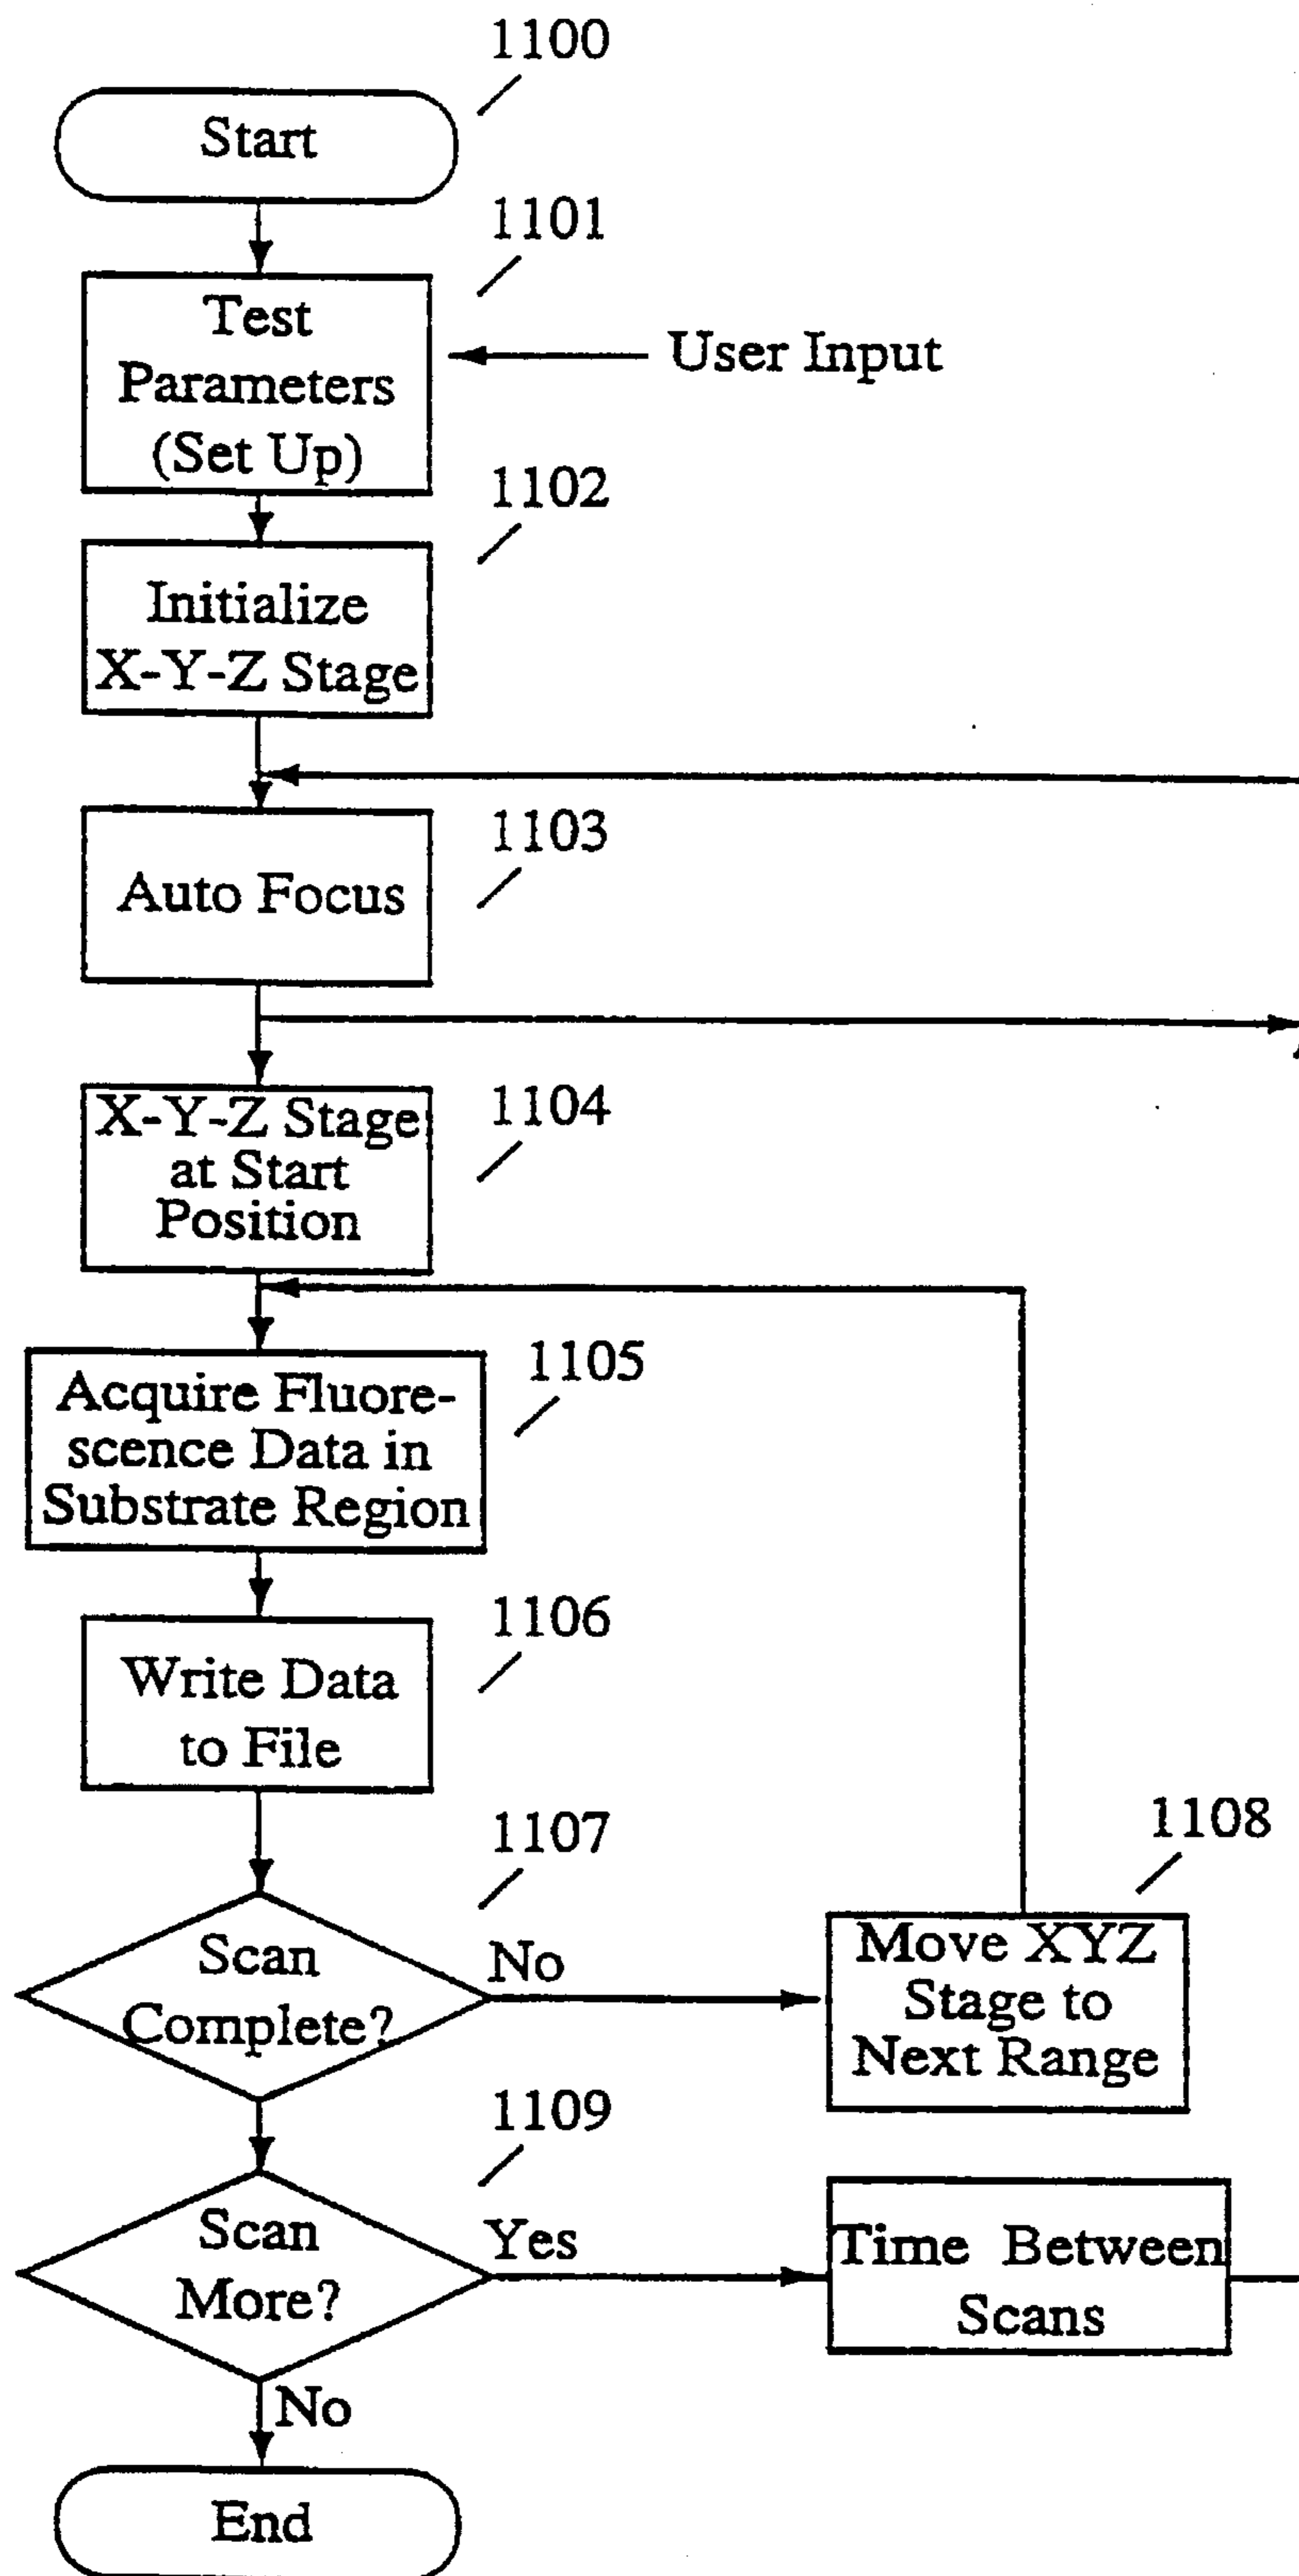 1100
Start
1101
Test
Parameters
(Set Up)
User Input
1102
Initialize
X-Y-Z Stage
1103
Auto Focus
1104
X-Y-Z Stage
at Start
Position
1105
Acquire Fluore-
scence Data in
Substrate Region
1106
Write Data
to File
1107
Scan
Complete?
No
1108
Move XYZ
Stage to
Next Range
1109
Scan
More?
Yes
Time Between
Scans
No
End